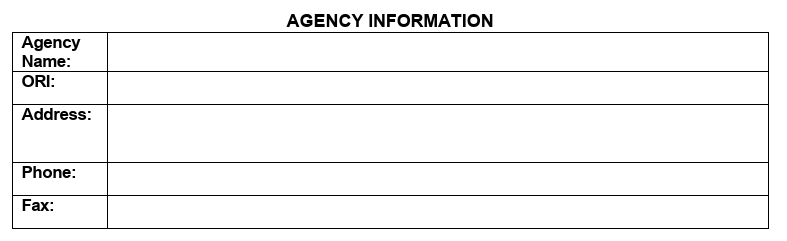 AGENCY INFORMATION
Agency
Name:
ORI:
Address:
Phone:
Fax: